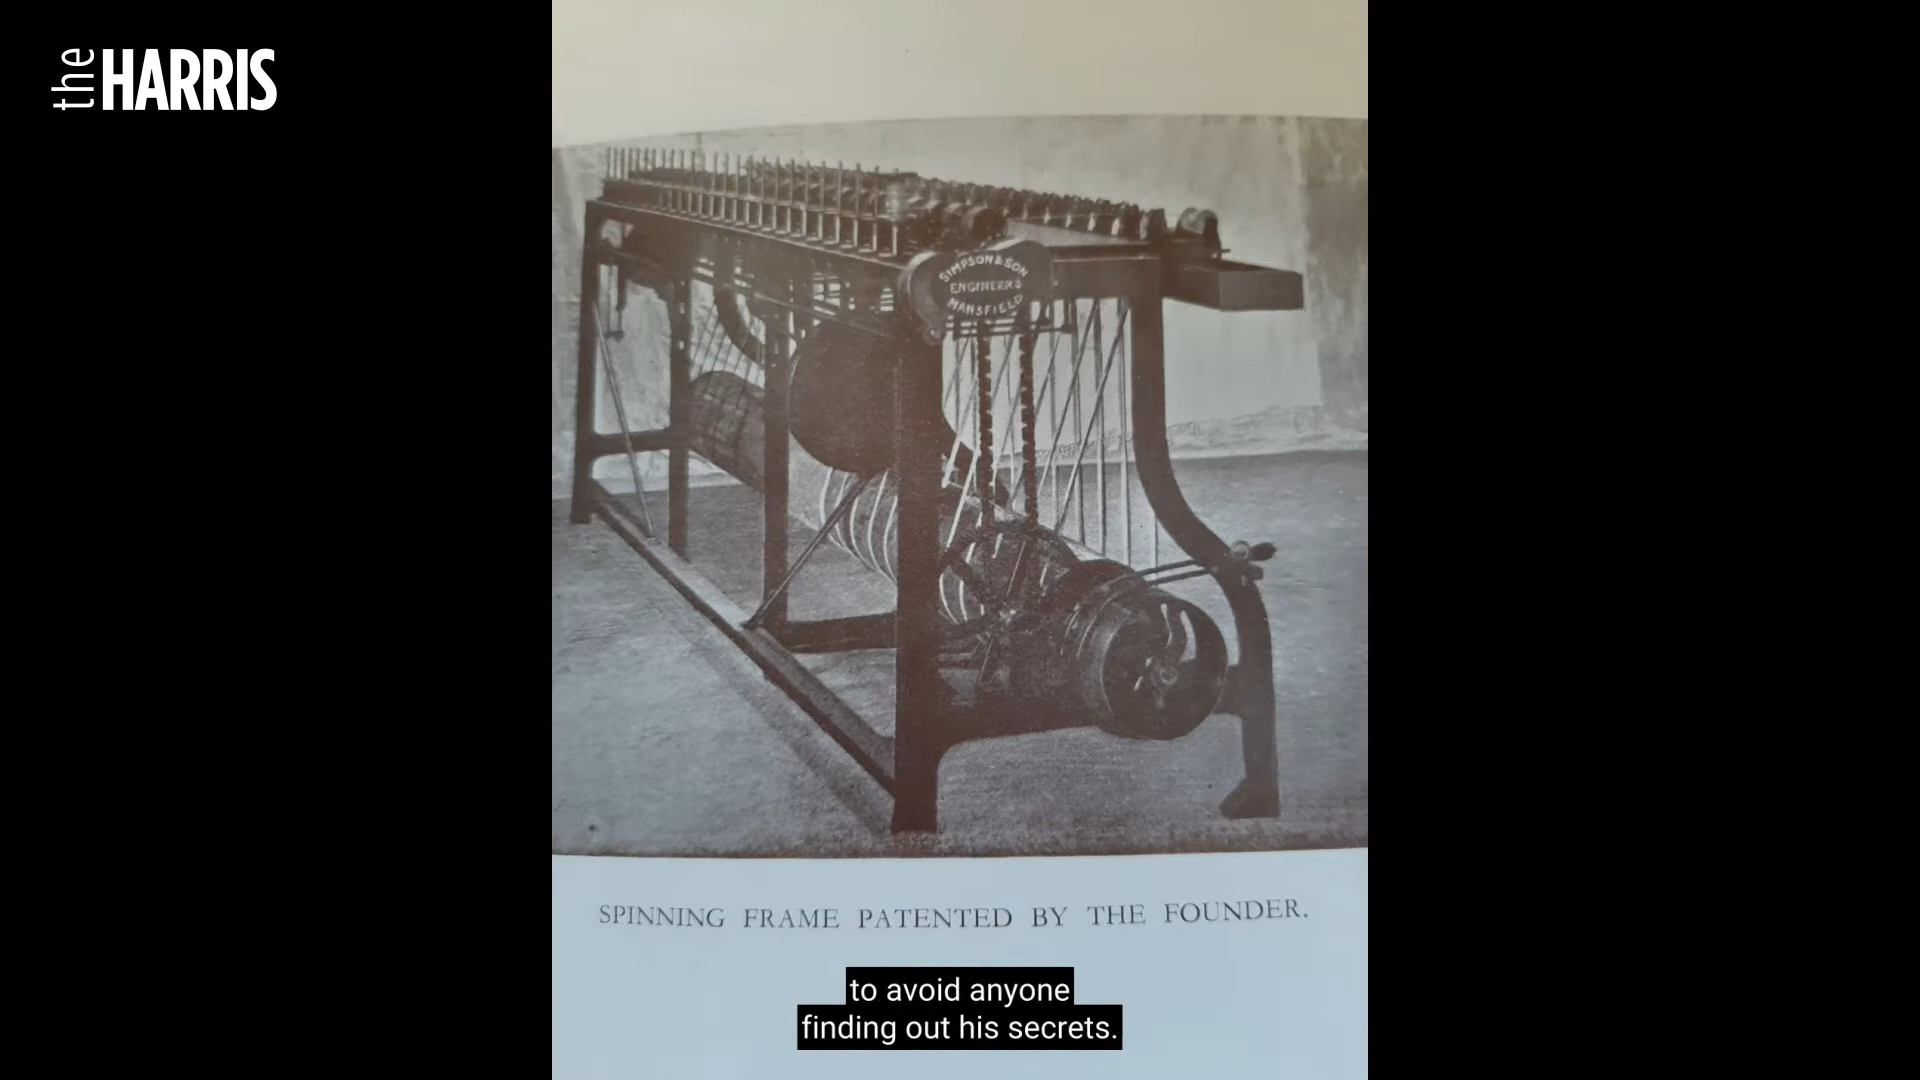 the HARRIS
SIMPSON & SON
ENGINEERS
MANSFIELD
SPINNING FRAME PATENTED BY THE FOUNDER.
to avoid anyone
finding out his secrets.